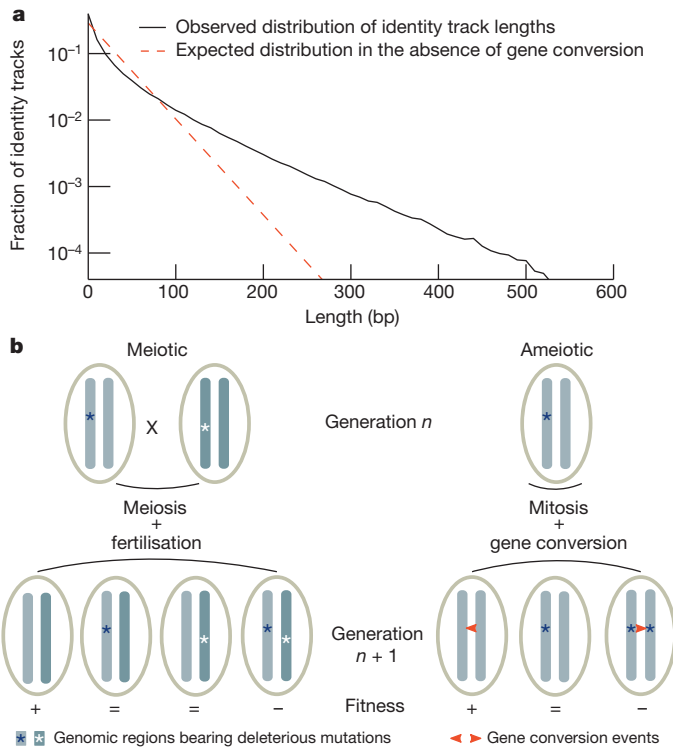 a
Observed distribution of identity track lengths
Expected distribution in the absence of gene conversion
Fraction of identity tracks
10⁻¹
10⁻²
10⁻³
10⁻⁴
0 100 200 300 400 500 600
Length (bp)
b
Meiotic
Ameiotic
* X *
Generation n
*
Meiosis
+
fertilisation
Mitosis
+
gene conversion
* * * *
Generation
n + 1
* * *
+ = = –
Fitness
+ = –
* * Genomic regions bearing deleterious mutations
Gene conversion events